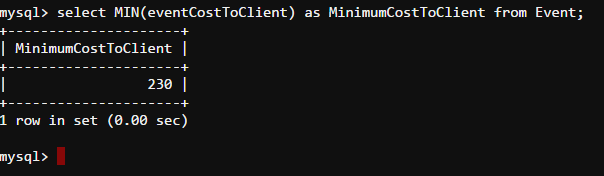 mysql> select MIN(eventCostToClient) as MinimumCostToClient from Event;
+---------------------+
| MinimumCostToClient |
+---------------------+
|                 230 |
+---------------------+
1 row in set (0.00 sec)
mysql>